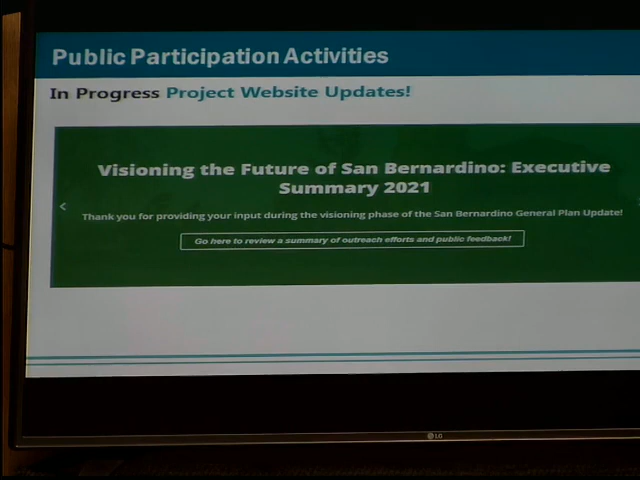 Public Participation Activities
In Progress Project Website Updates!
Visioning the Future of San Bernardino: Executive
Summary 2021
Thank you for providing your input during the visioning phase of the San Bernardino General Plan Update!
Go here to review a summary of outreach efforts and public feedback!
LG